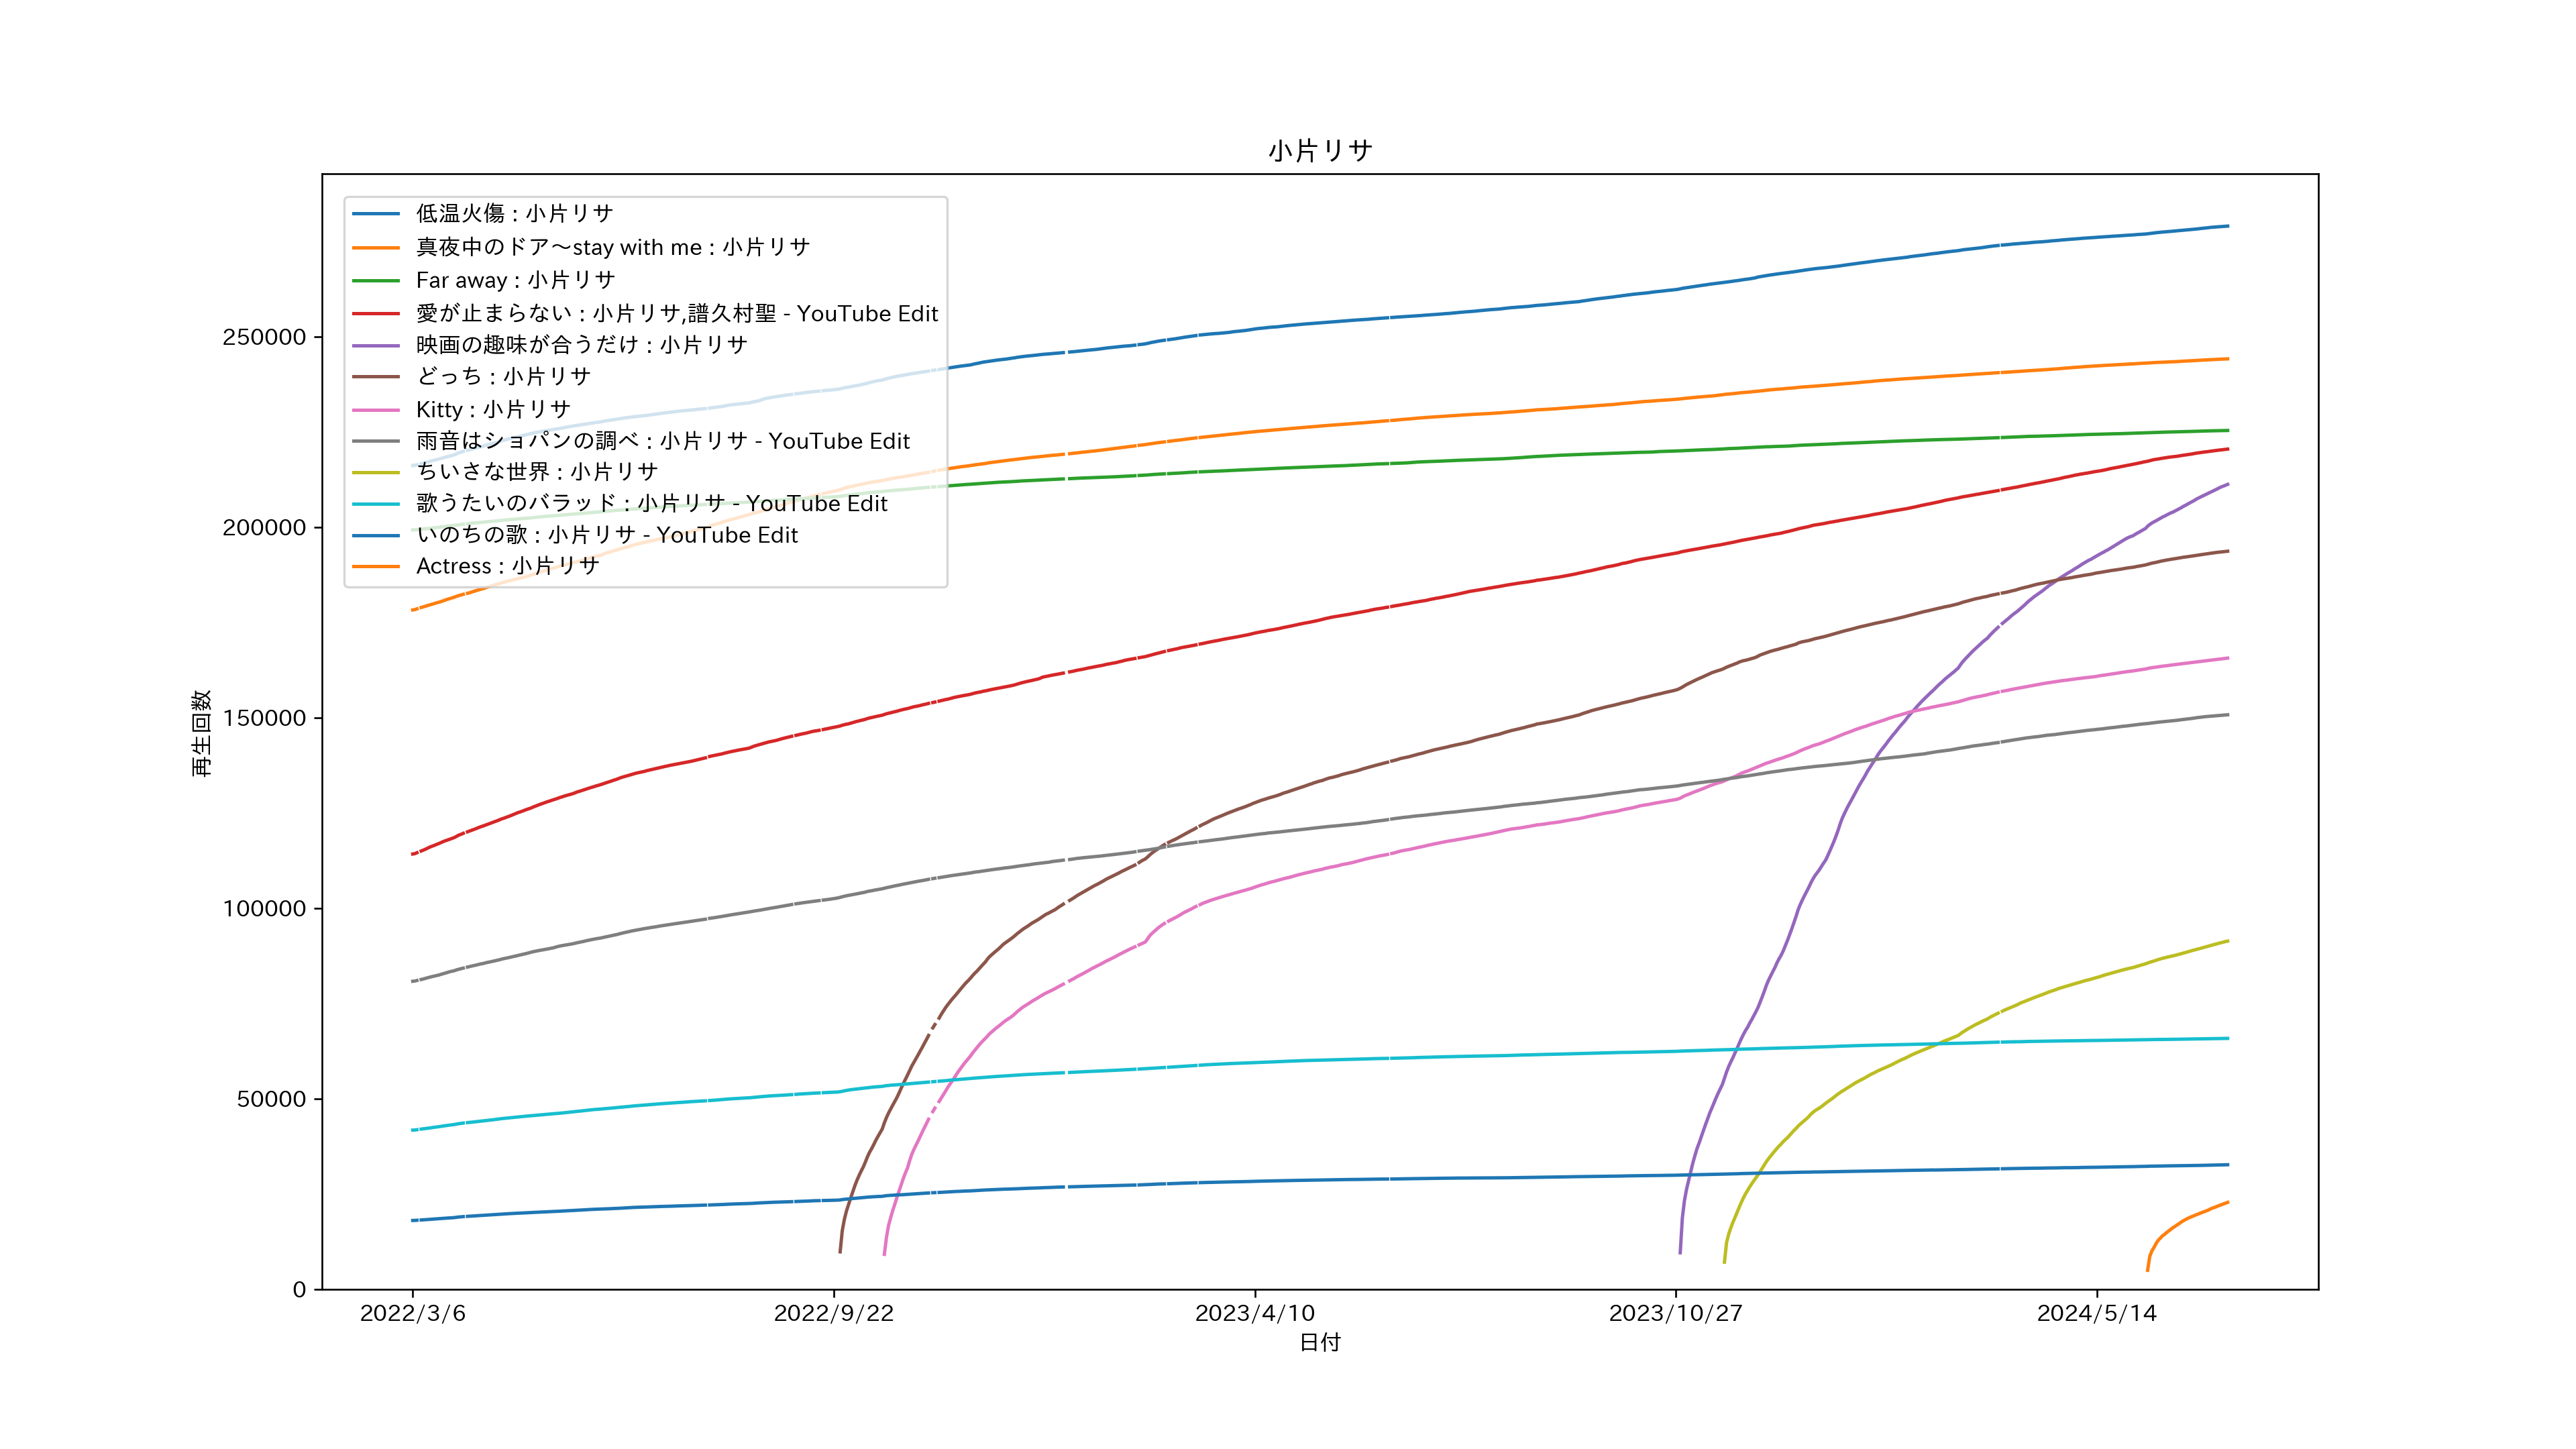 小片リサ
低温火傷 : 小片リサ
真夜中のドア〜stay with me : 小片リサ
Far away : 小片リサ
愛が止まらない : 小片リサ,譜久村聖 - YouTube Edit
映画の趣味が合うだけ : 小片リサ
どっち : 小片リサ
Kitty : 小片リサ
雨音はショパンの調べ : 小片リサ - YouTube Edit
ちいさな世界 : 小片リサ
歌うたいのバラッド : 小片リサ - YouTube Edit
いのちの歌 : 小片リサ - YouTube Edit
Actress : 小片リサ
250000
200000
150000
100000
50000
0
再生回数
2022/3/6
2022/9/22
2023/4/10
2023/10/27
2024/5/14
日付